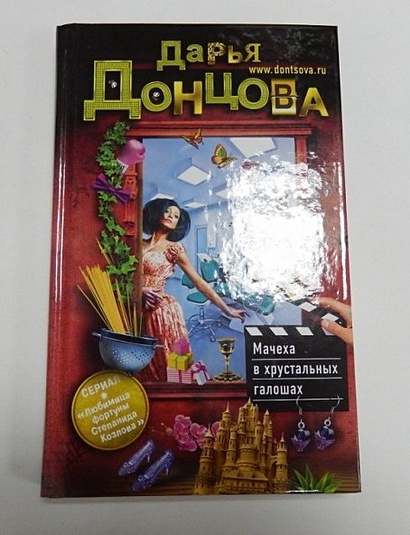 Дарья
www.dontsova.ru
Донцова
Мачеха
в хрустальных
галошах
СЕРИАЛ
«Любимица
фортуны
Степанида
Козлова»